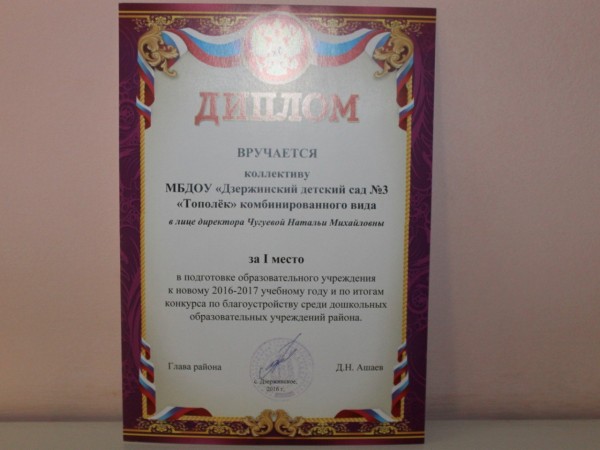 ДИПЛОМ
ВРУЧАЕТСЯ
коллективу
МБДОУ «Дзержинский детский сад №3
«Тополёк» комбинированного вида
в лице директора Чугуевой Натальи Михайловны
за I место
в подготовке образовательного учреждения
к новому 2016-2017 учебному году и по итогам
конкурса по благоустройству среди дошкольных
образовательных учреждений района.
Глава района Д.Н. Ашаев
с. Дзержинское,
2016 г.